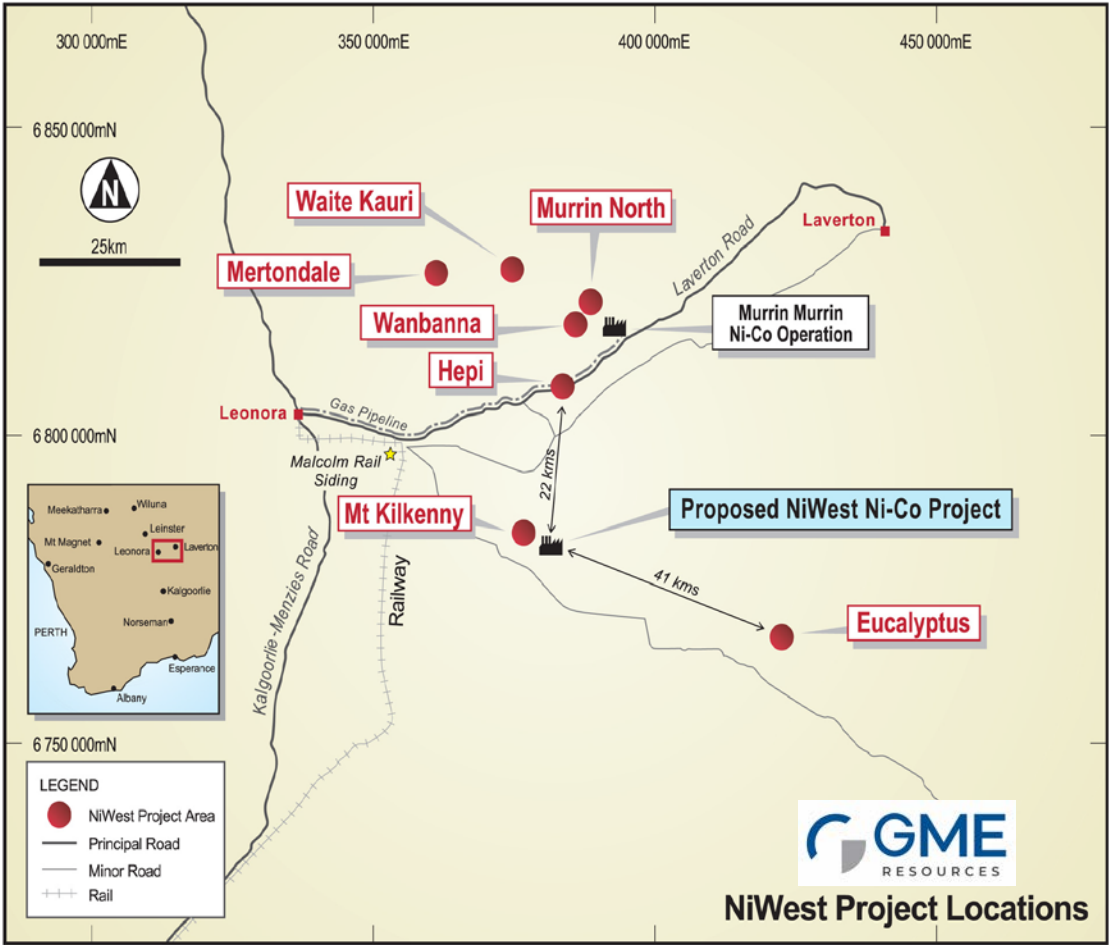 300 000mE
350 000mE
400 000mE
450 000mE
6 850 000mN
N
25km
Waite Kauri
Murrin North
Laverton
Mertondale
Laverton Road
Wanbanna
Murrin Murrin
Ni-Co Operation
Hepi
Leonora
Gas Pipeline
6 800 000mN
Malcolm Rail
Siding
22 kms
Mt Kilkenny
Proposed NiWest Ni-Co Project
Meekatharra
Wiluna
Leinster
Mt Magnet
Leonora
Laverton
Geraldton
Kalgoorlie
PERTH
Norseman
Esperance
Albany
Kalgoorlie-Menzies Road
Railway
41 kms
Eucalyptus
6 750 000mN
LEGEND
NiWest Project Area
Principal Road
Minor Road
Rail
GME
RESOURCES
NiWest Project Locations